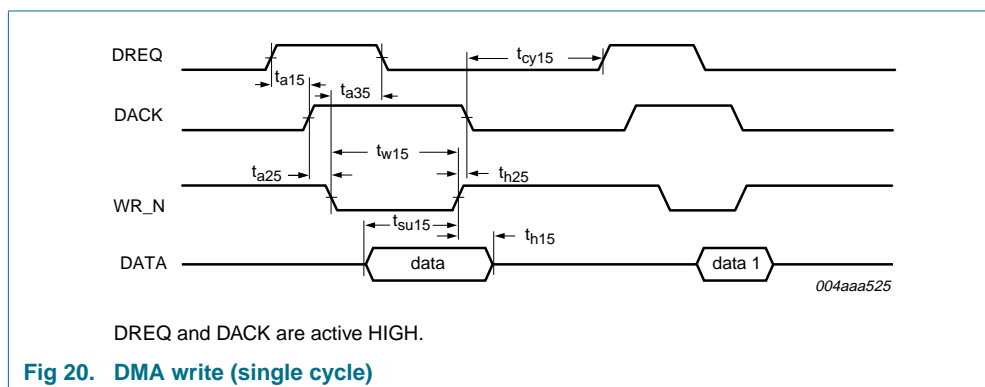 DREQ
t_cy15
t_a15
t_a35
DACK
t_w15
t_a25
t_h25
WR_N
t_su15
t_h15
DATA
data
data 1
004aaa525
DREQ and DACK are active HIGH.
Fig 20. DMA write (single cycle)